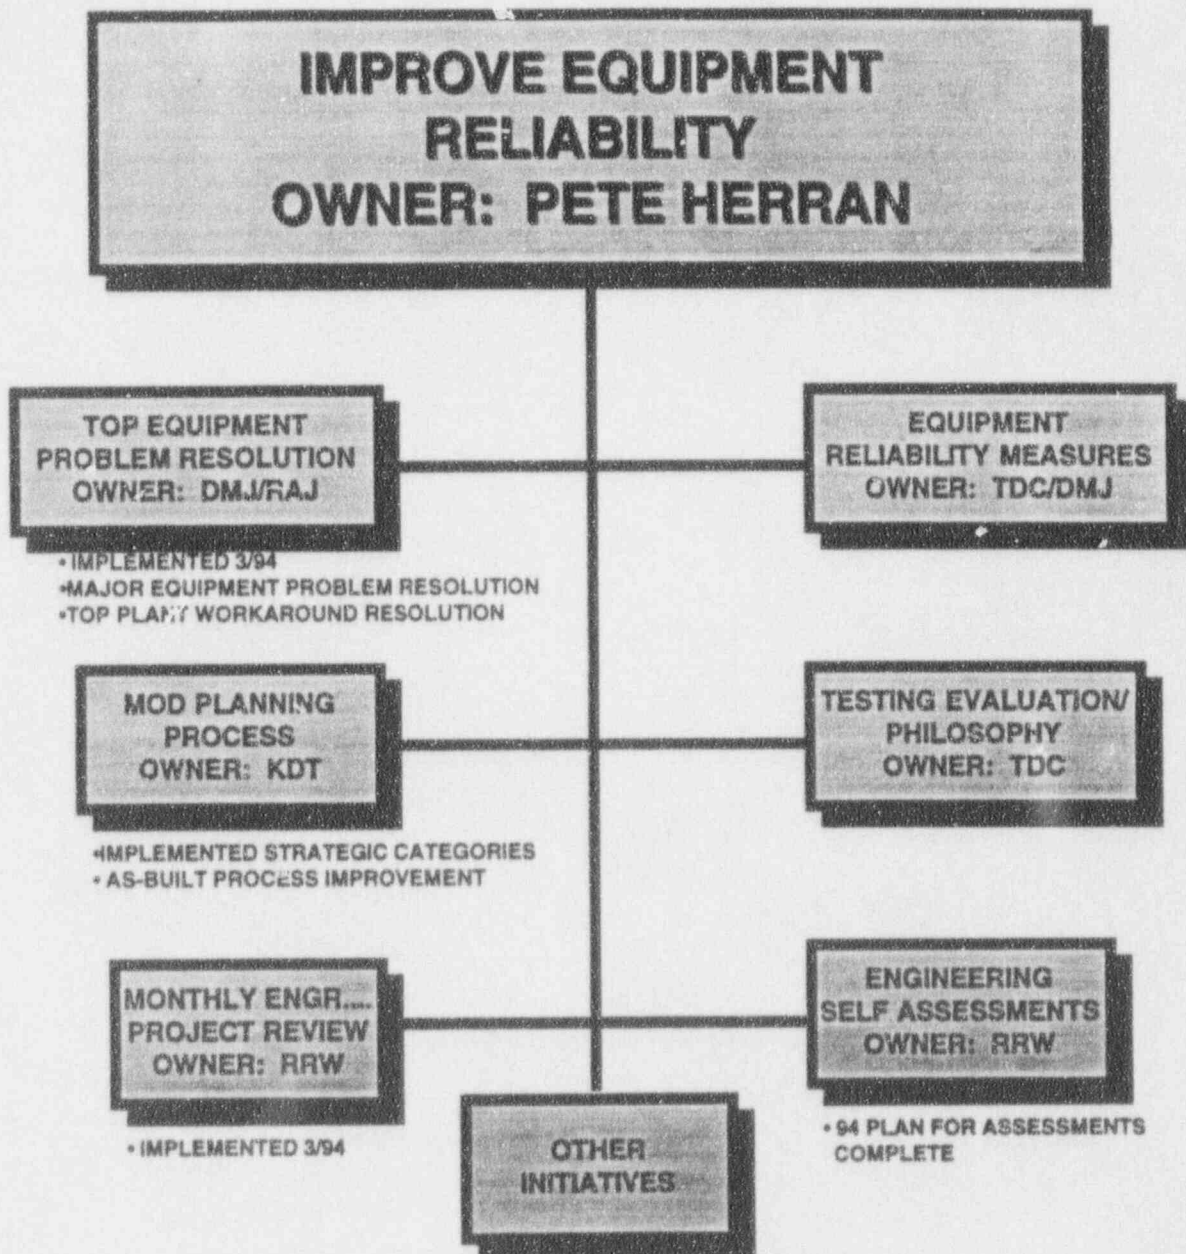 IMPROVE EQUIPMENT
RELIABILITY
OWNER: PETE HERRAN
TOP EQUIPMENT
PROBLEM RESOLUTION
OWNER: DMJ/RAJ
• IMPLEMENTED 3/94
•MAJOR EQUIPMENT PROBLEM RESOLUTION
•TOP PLANT WORKAROUND RESOLUTION
EQUIPMENT
RELIABILITY MEASURES
OWNER: TDC/DMJ
MOD PLANNING
PROCESS
OWNER: KDT
•IMPLEMENTED STRATEGIC CATEGORIES
• AS-BUILT PROCESS IMPROVEMENT
TESTING EVALUATION/
PHILOSOPHY
OWNER: TDC
MONTHLY ENGR....
PROJECT REVIEW
OWNER: RRW
• IMPLEMENTED 3/94
ENGINEERING
SELF ASSESSMENTS
OWNER: RRW
• 94 PLAN FOR ASSESSMENTS
COMPLETE
OTHER
INITIATIVES